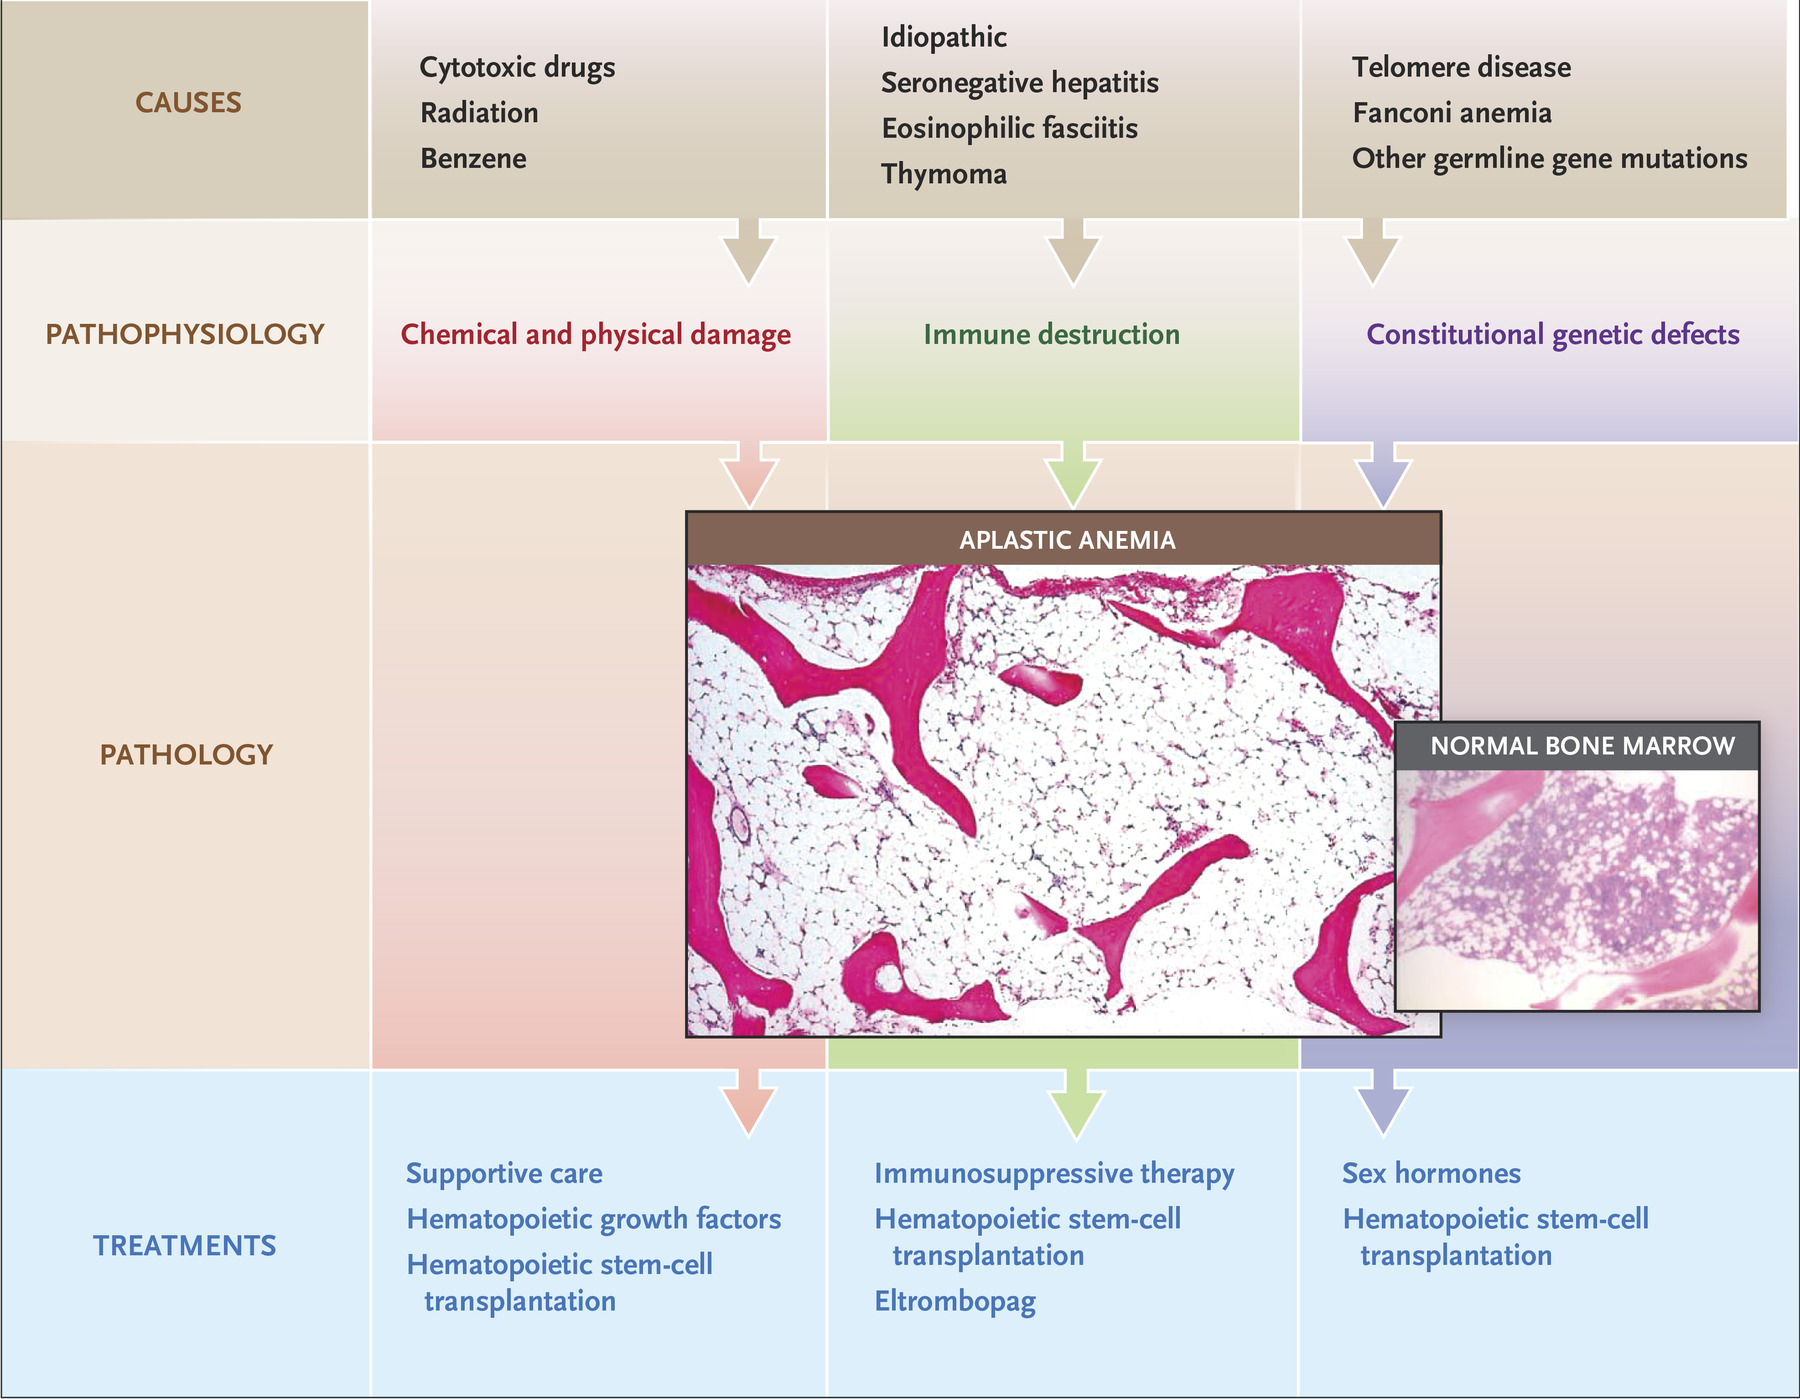 CAUSES
Cytotoxic drugs
Radiation
Benzene
Idiopathic
Seronegative hepatitis
Eosinophilic fasciitis
Thymoma
Telomere disease
Fanconi anemia
Other germline gene mutations
PATHOPHYSIOLOGY
Chemical and physical damage
Immune destruction
Constitutional genetic defects
PATHOLOGY
APLASTIC ANEMIA
NORMAL BONE MARROW
TREATMENTS
Supportive care
Hematopoietic growth factors
Hematopoietic stem-cell
transplantation
Immunosuppressive therapy
Hematopoietic stem-cell
transplantation
Eltrombopag
Sex hormones
Hematopoietic stem-cell
transplantation